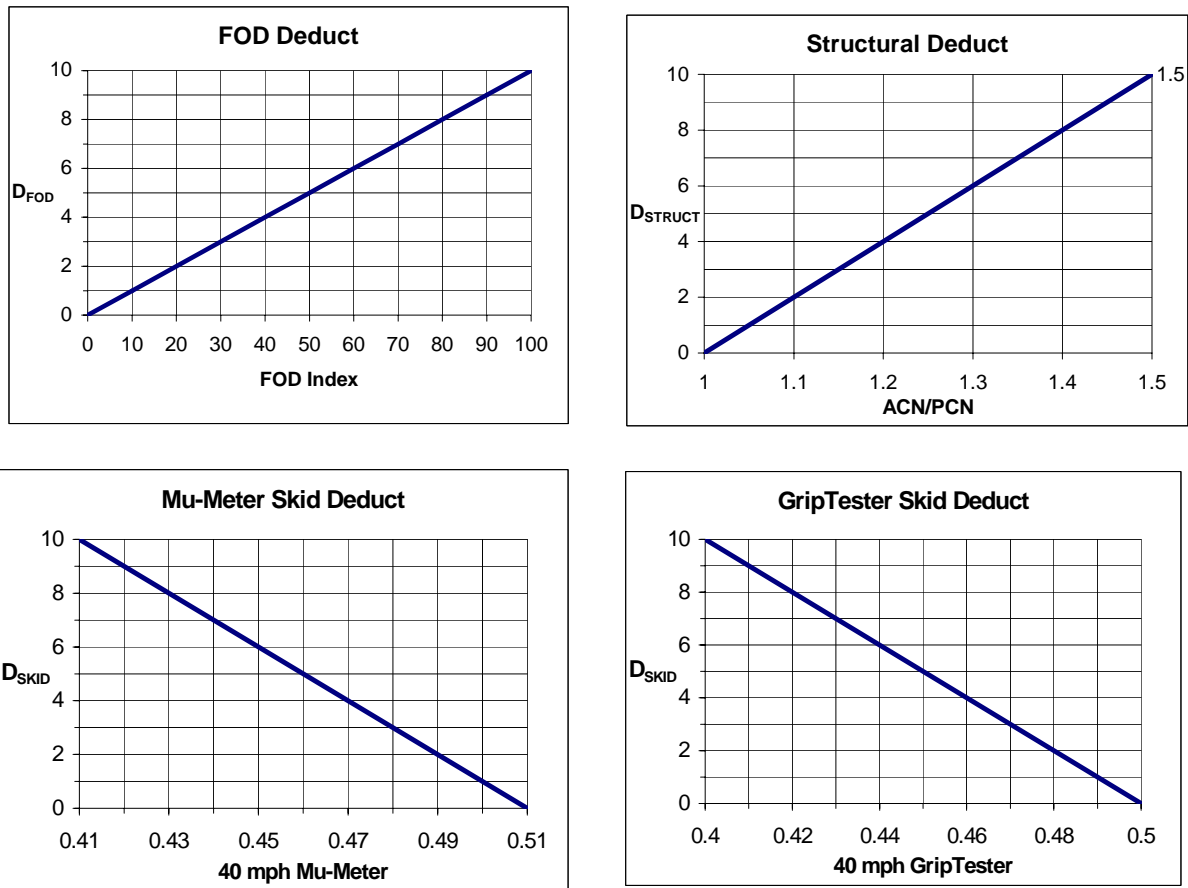 FOD Deduct
10
8
6
D_FOD
4
2
0
0 10 20 30 40 50 60 70 80 90 100
FOD Index
Structural Deduct
10
1.5
8
6
D_STRUCT
4
2
0
1 1.1 1.2 1.3 1.4 1.5
ACN/PCN
Mu-Meter Skid Deduct
10
8
6
D_SKID
4
2
0
0.41 0.43 0.45 0.47 0.49 0.51
40 mph Mu-Meter
GripTester Skid Deduct
10
8
6
D_SKID
4
2
0
0.4 0.42 0.44 0.46 0.48 0.5
40 mph GripTester